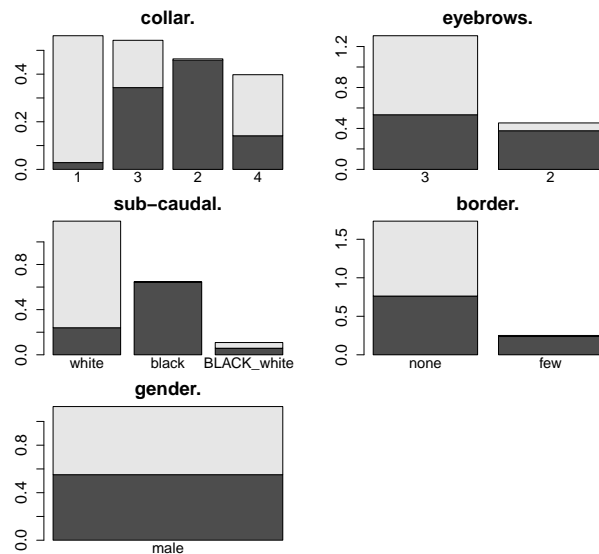 collar.
0.0 0.2 0.4
1 3 2 4
eyebrows.
0.0 0.4 0.8 1.2
3 2
sub−caudal.
0.0 0.4 0.8
white black BLACK_white
border.
0.0 0.5 1.0 1.5
none few
gender.
0.0 0.4 0.8
male